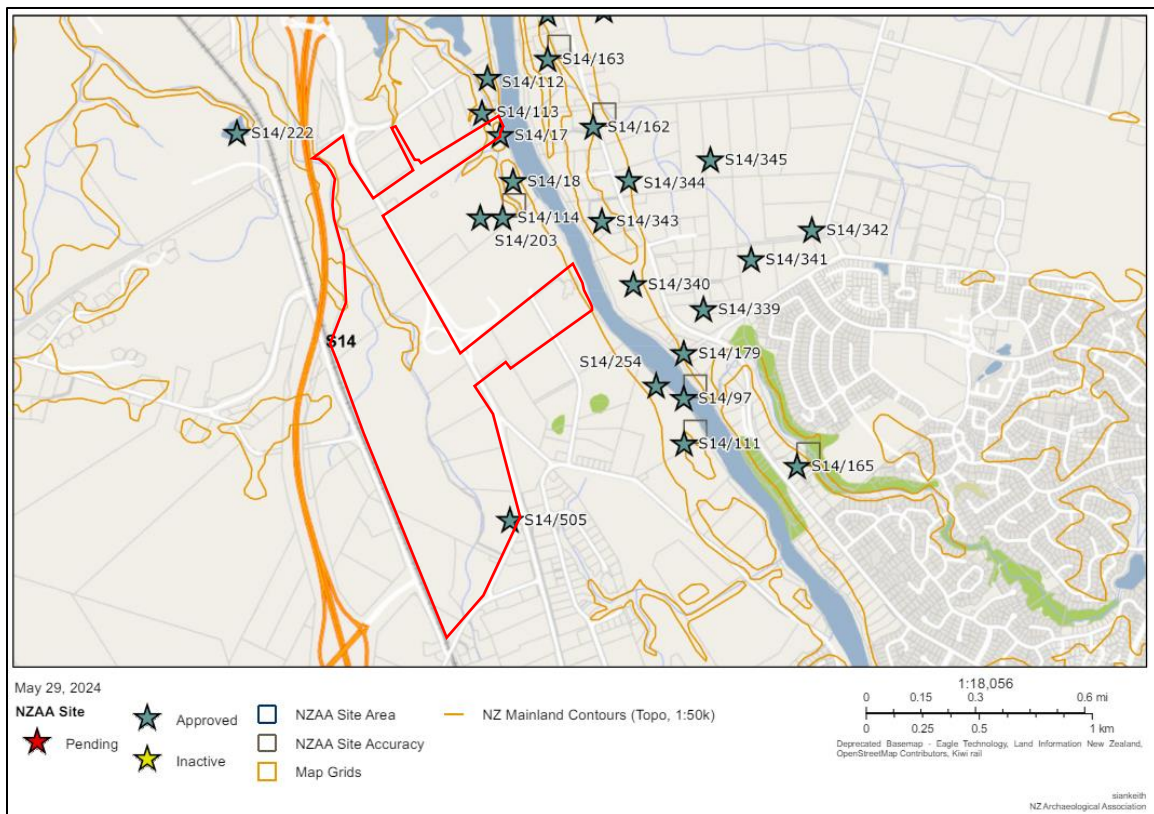 S14/163
S14/112
S14/113
S14/162
S14/222
S14/17
S14/345
S14/18
S14/344
S14/114
S14/343
S14/203
S14/342
S14/341
S14/340
S14/339
S14
S14/179
S14/254
S14/97
S14/111
S14/165
S14/505
May 29, 2024
NZAA Site
Pending
Approved
Inactive
NZAA Site Area
NZAA Site Accuracy
Map Grids
NZ Mainland Contours (Topo, 1:50k)
1:18,056
0 0.15 0.3 0.6 mi
0 0.25 0.5 1 km
Deprecated Basemap - Eagle Technology, Land Information New Zealand,
OpenStreetMap Contributors, Kiwi rail
siankeith
NZ Archaeological Association